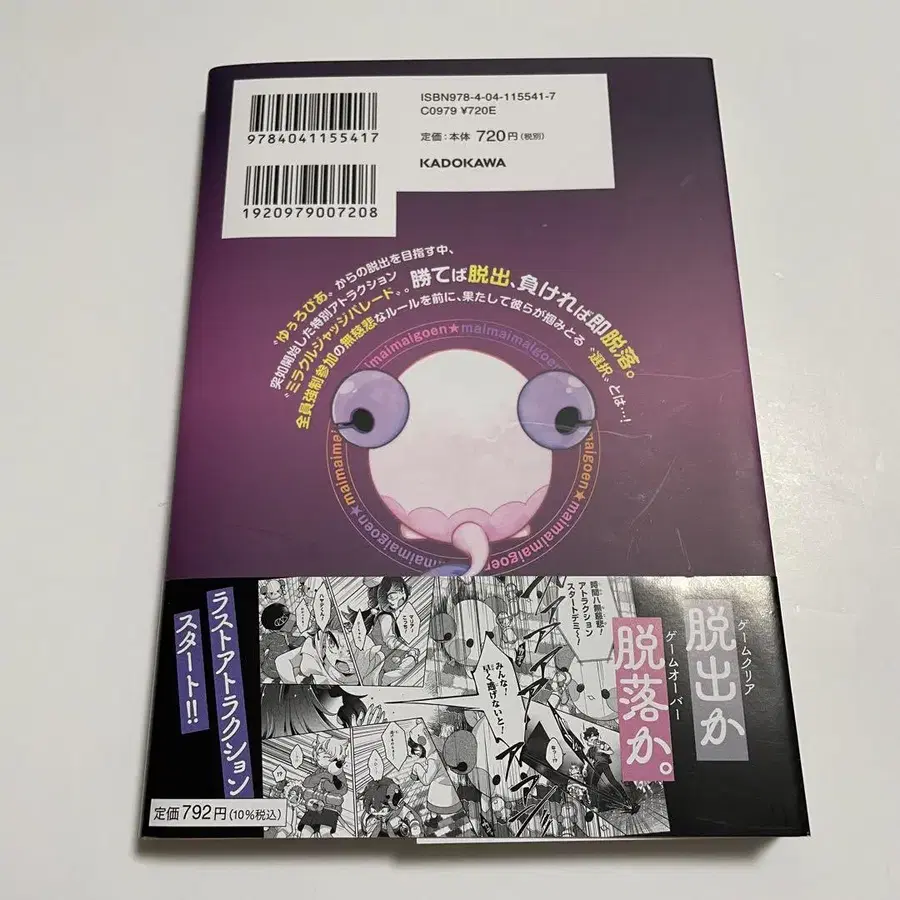 ISBN978-4-04-115541-7
C0979 ¥720E
定価:本体 720円(税別)
KADOKAWA
9784041155417
1920979007208
“ゆぅろぴあ”からの脱出を目指す中、
突如開始した特別アトラクション
“ミラクルジャッジパレード”。勝てば脱出、負ければ即脱落。
全員強制参加の無慈悲なルールを前に、果たして彼らが掴みとる“選択”とは…!
maimaimaigoen★maimaimaigoen★maimaimaigoen★maimaimaigoen
脱出か
ゲームクリア
脱落か。
ゲームオーバー
時間ハ無慈悲!
アトラクション
スタートデミ〜!
みんな!
早く逃げないと!
ラストアトラクション
スタート!!
定価792円(10%税込)